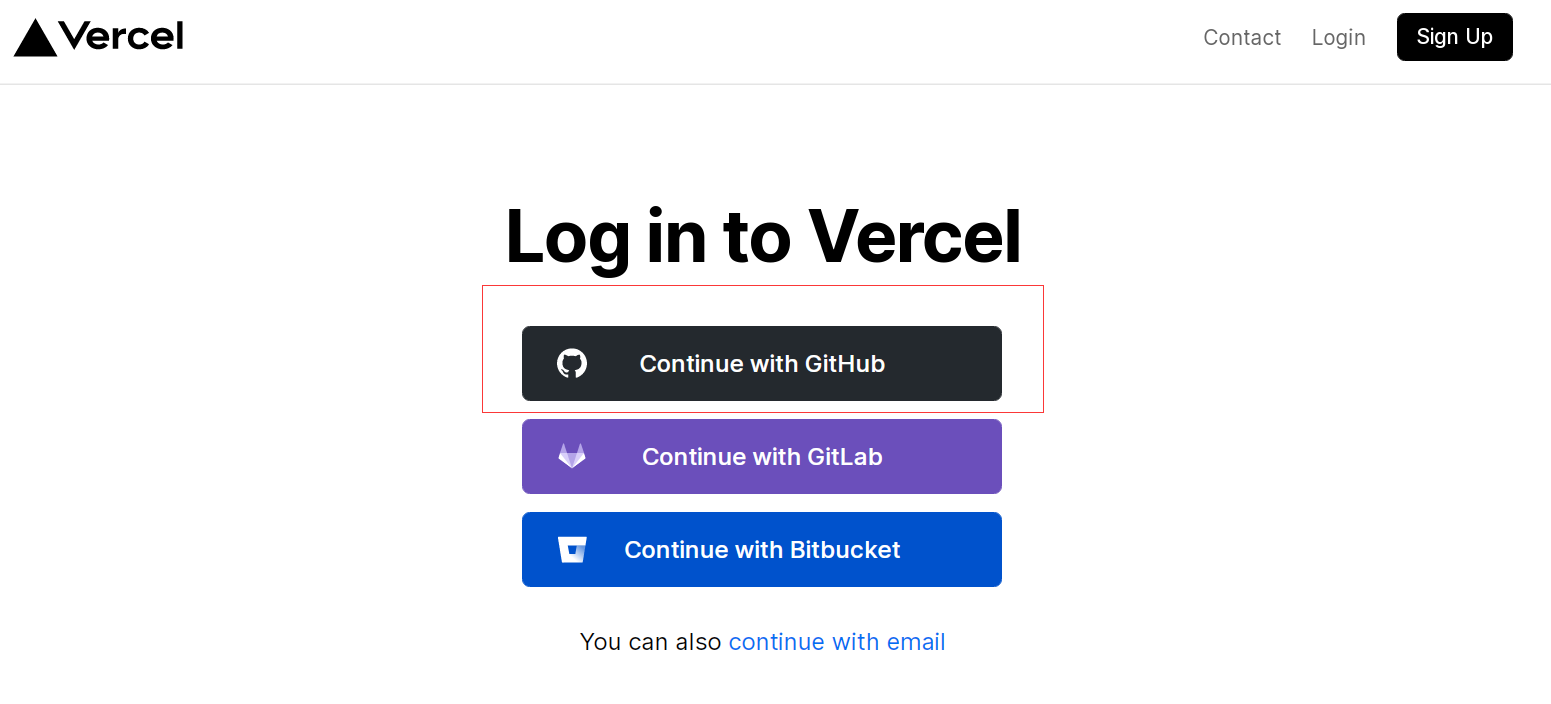 Vercel
Contact Login Sign Up
Log in to Vercel
Continue with GitHub
Continue with GitLab
Continue with Bitbucket
You can also continue with email